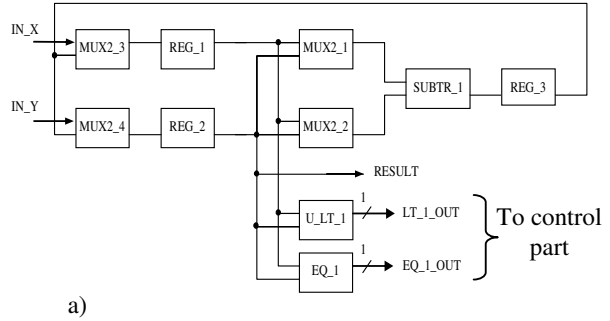 IN_X
MUX2_3
REG_1
MUX2_1
SUBTR_1
REG_3
IN_Y
MUX2_4
REG_2
MUX2_2
RESULT
1
U_LT_1
LT_1_OUT
1
EQ_1
EQ_1_OUT
To control
part
a)